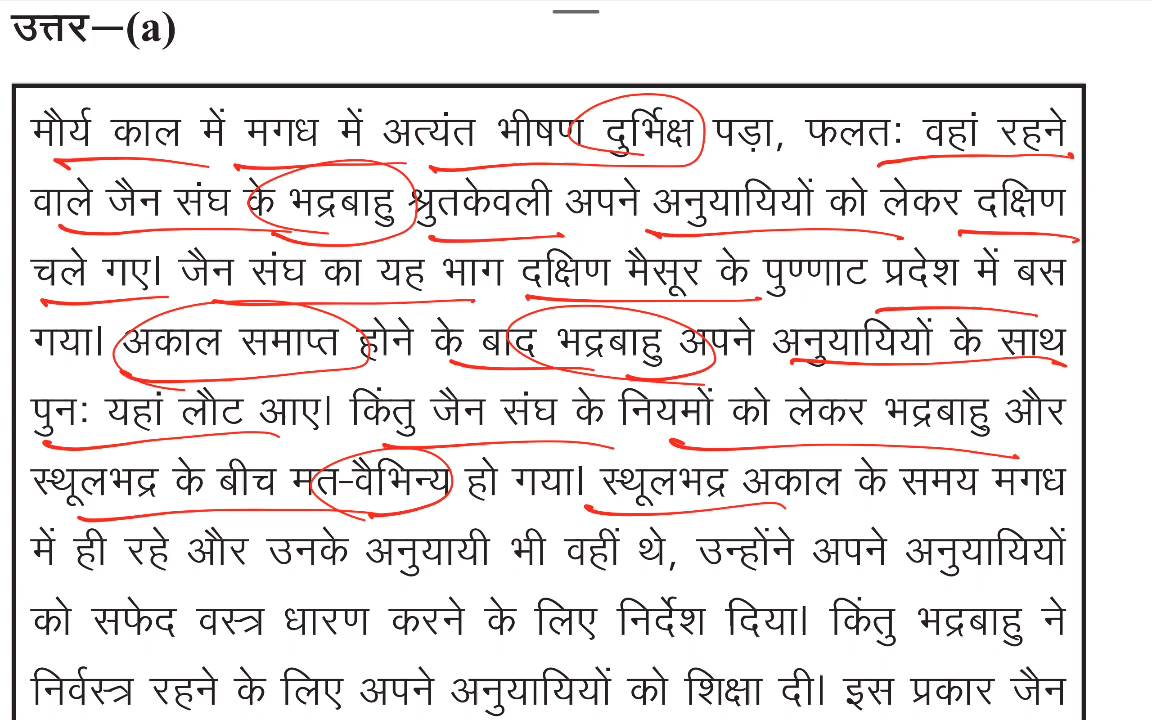 उत्तर—(a)
मौर्य काल में मगध में अत्यंत भीषण दुर्भिक्ष पड़ा, फलतः वहां रहने
वाले जैन संघ के भद्रबाहु श्रुतकेवली अपने अनुयायियों को लेकर दक्षिण
चले गए। जैन संघ का यह भाग दक्षिण मैसूर के पुण्णाट प्रदेश में बस
गया। अकाल समाप्त होने के बाद भद्रबाहु अपने अनुयायियों के साथ
पुनः यहां लौट आए। किंतु जैन संघ के नियमों को लेकर भद्रबाहु और
स्थूलभद्र के बीच मत-वैभिन्य हो गया। स्थूलभद्र अकाल के समय मगध
में ही रहे और उनके अनुयायी भी वहीं थे, उन्होंने अपने अनुयायियों
को सफेद वस्त्र धारण करने के लिए निर्देश दिया। किंतु भद्रबाहु ने
निर्वस्त्र रहने के लिए अपने अनुयायियों को शिक्षा दी। इस प्रकार जैन